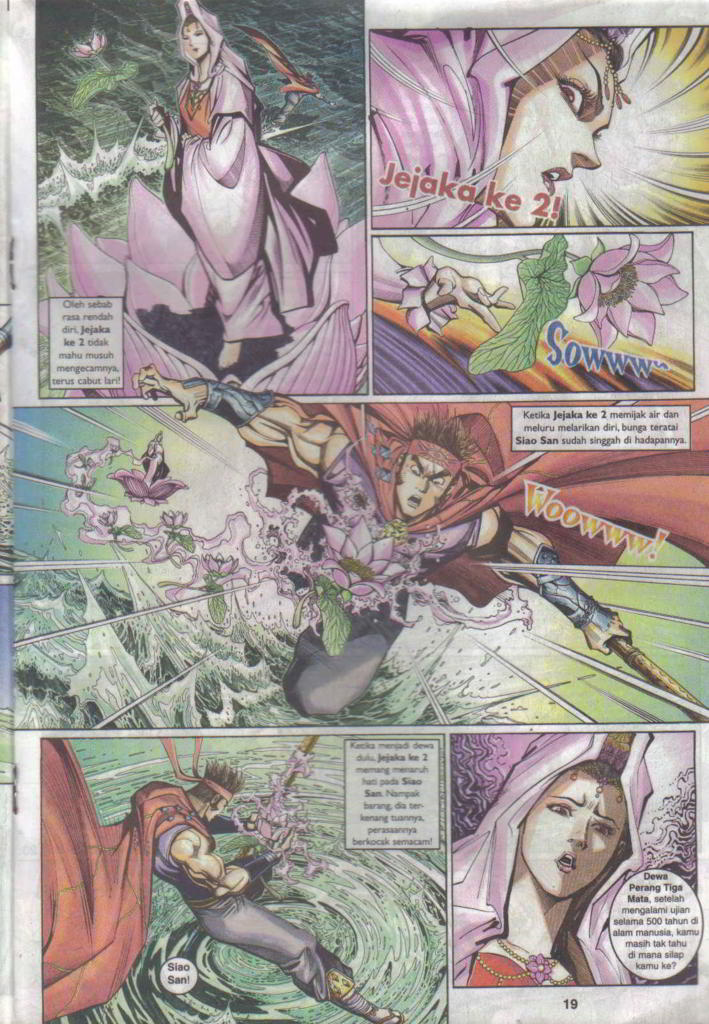 Oleh sebab
rasa rendah
diri, Jejaka
ke 2 tidak
mahu musuh
mengecamnya,
terus cabut lari!
Jejaka ke 2!
Sowww~
Ketika Jejaka ke 2 memijak air dan
meluru melarikan diri, bunga teratai
Siao San sudah singgah di hadapannya.
Woowww!
Ketika menjadi dewa
dulu, Jejaka ke 2
memang menaruh
hati pada Siao
San. Nampak
barang, dia ter-
kenang tuannya,
perasaannya
berkocak semacam!
Siao
San!
Dewa
Perang Tiga
Mata, setelah
mengalami ujian
selama 500 tahun di
alam manusia, kamu
masih tak tahu
di mana silap
kamu ke?
19